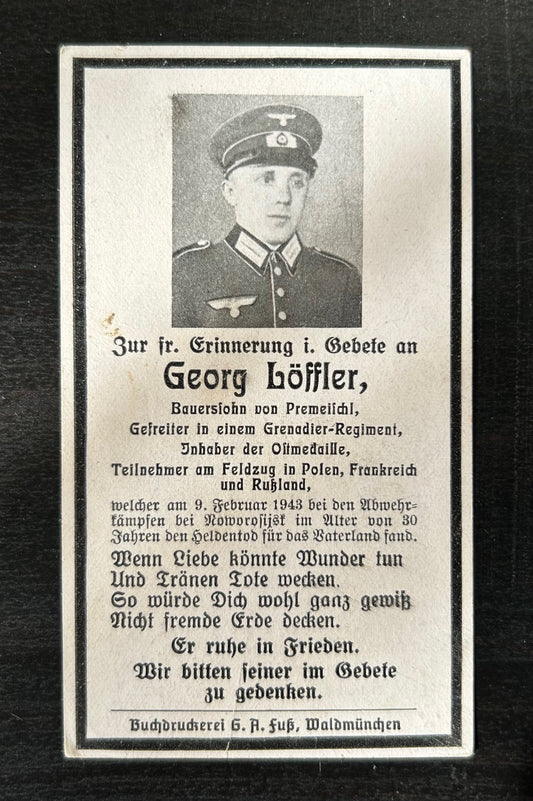 Zur fr. Erinnerung i. Gebete an
Georg Löffler,
Bauerssohn von Premeischl,
Gefreiter in einem Grenadier-Regiment,
Inhaber der Ostmedaille,
Teilnehmer am Feldzug in Polen, Frankreich
und Rußland,
welcher am 9. Februar 1943 bei den Abwehr-
kämpfen bei Noworosijsk im Alter von 30
Jahren den Heldentod für das Vaterland fand.
Wenn Liebe könnte Wunder tun
Und Tränen Tote wecken.
So würde Dich wohl ganz gewiß
Nicht fremde Erde decken.
Er ruhe in Frieden.
Wir bitten seiner im Gebete
zu gedenken.
Buchdruckerei G. A. Fuß, Waldmünchen